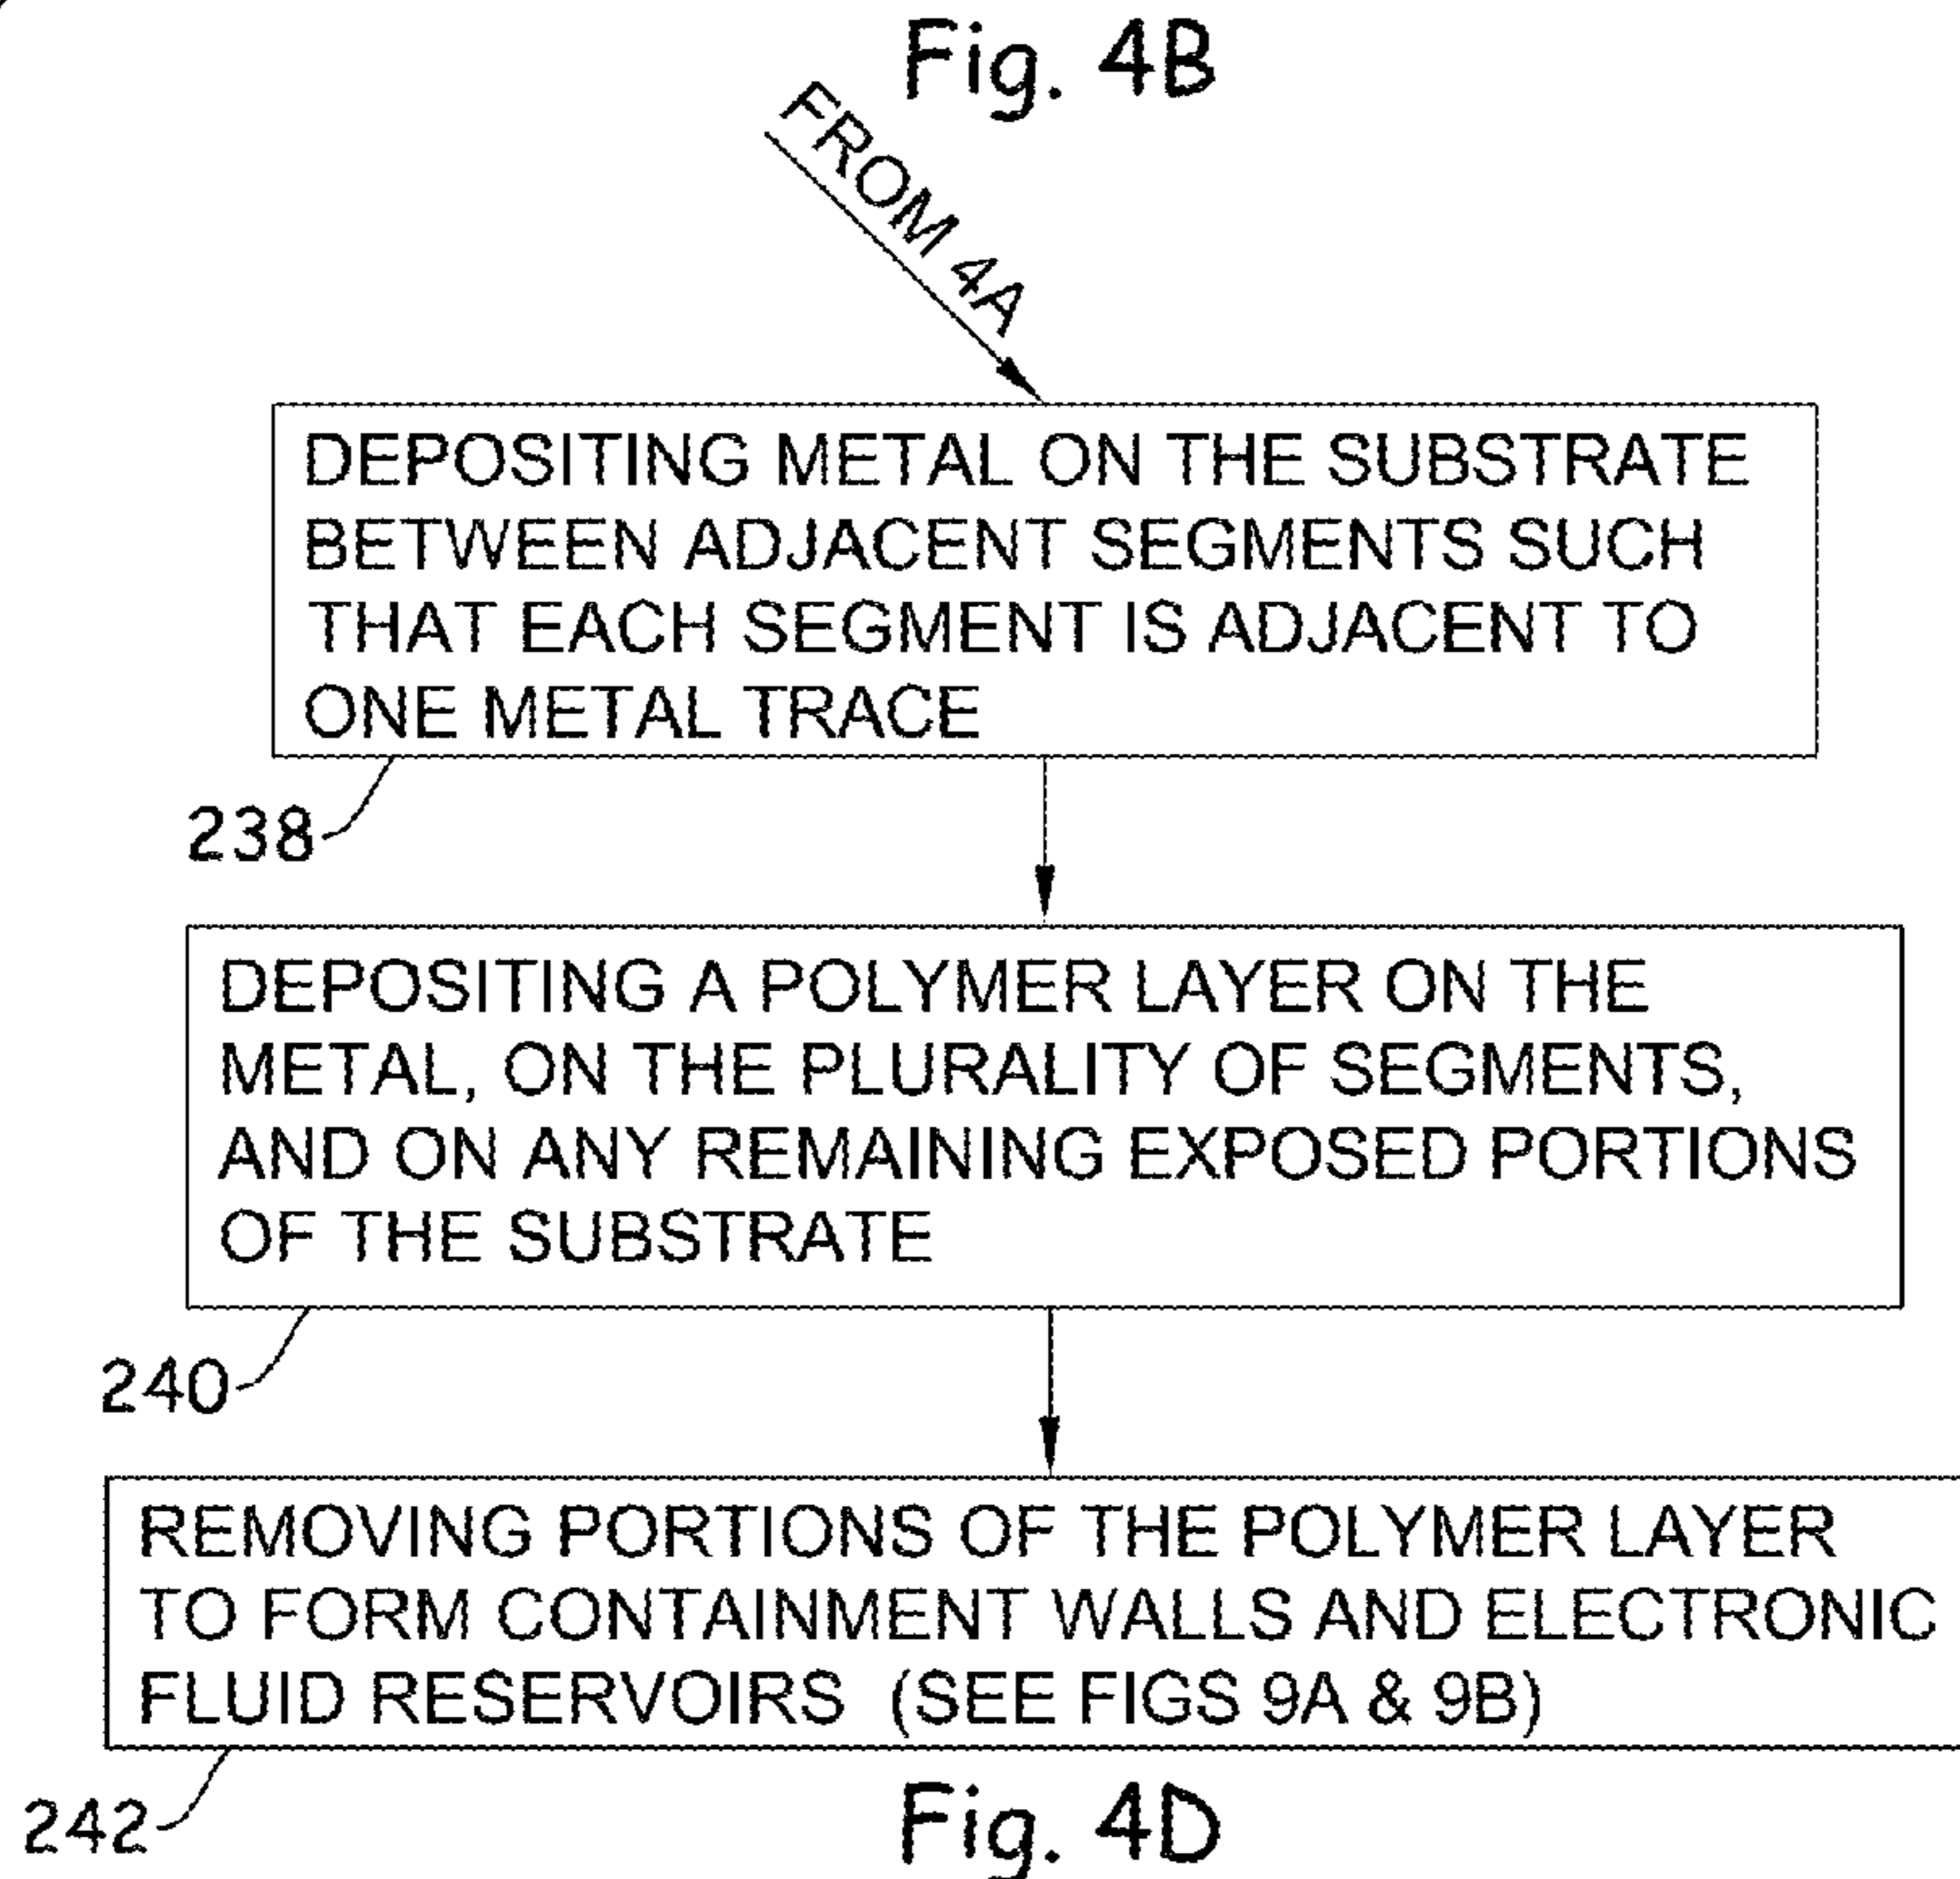 Fig. 4B
FROM 4A
DEPOSITING METAL ON THE SUBSTRATE
BETWEEN ADJACENT SEGMENTS SUCH
THAT EACH SEGMENT IS ADJACENT TO
ONE METAL TRACE
238
DEPOSITING A POLYMER LAYER ON THE
METAL, ON THE PLURALITY OF SEGMENTS,
AND ON ANY REMAINING EXPOSED PORTIONS
OF THE SUBSTRATE
240
REMOVING PORTIONS OF THE POLYMER LAYER
TO FORM CONTAINMENT WALLS AND ELECTRONIC
FLUID RESERVOIRS (SEE FIGS 9A & 9B)
242
Fig. 4D